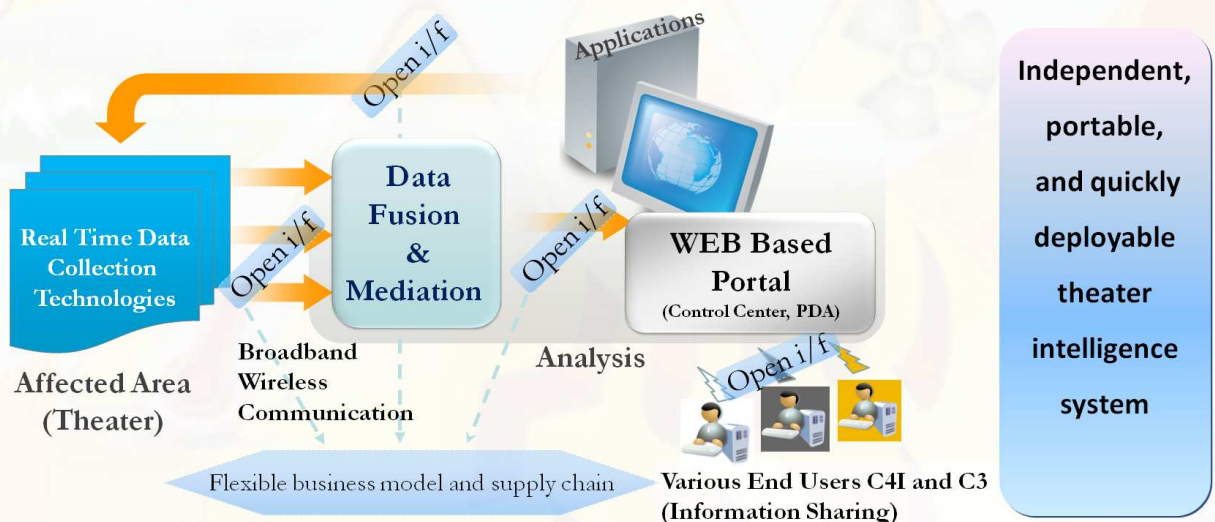 Applications
Open i/f
Real Time Data
Collection
Technologies
Open i/f
Data
Fusion
&
Mediation
Open i/f
WEB Based
Portal
(Control Center, PDA)
Affected Area
(Theater)
Broadband
Wireless
Communication
Analysis
Open i/f
Flexible business model and supply chain
Various End Users C4I and C3
(Information Sharing)
Independent,
portable,
and quickly
deployable
theater
intelligence
system